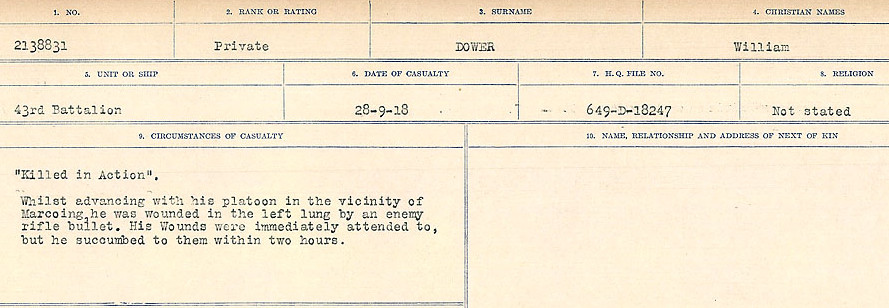 1. NO. 2. RANK OR RATING 3. SURNAME 4. CHRISTIAN NAMES
2138831 Private DOWER William
5. UNIT OR SHIP 6. DATE OF CASUALTY 7. H.Q. FILE NO. 8. RELIGION
43rd Battalion 28-9-18 649-D-18247 Not stated
9. CIRCUMSTANCES OF CASUALTY 10. NAME, RELATIONSHIP AND ADDRESS OF NEXT OF KIN
"Killed in Action".
Whilst advancing with his platoon in the vicinity of
Marcoing,he was wounded in the left lung by an enemy
rifle bullet. His Wounds were immediately attended to,
but he succumbed to them within two hours.